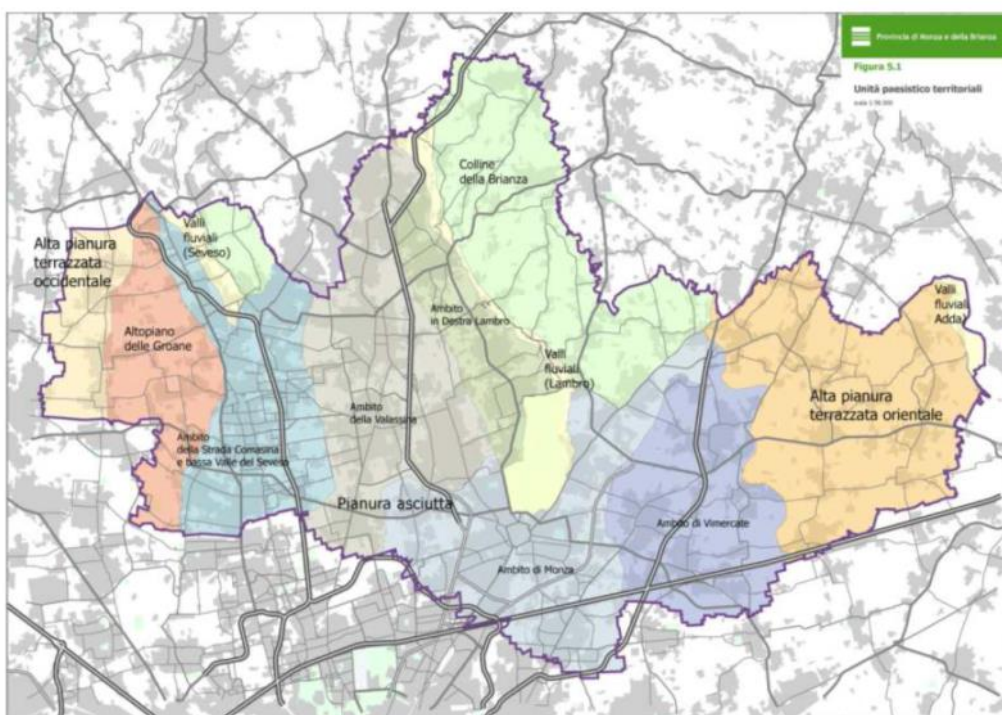 Provincia di Monza e della Brianza
Figura 5.1
Unità paesistico territoriali
Colline
della Brianza
Valli
fluviali
(Seveso)
Alta pianura
terrazzata
occidentale
Valli
fluviali
Adda)
Ambito
in Destra Lambro
Altopiano
delle Groane
Valli
fluviali
(Lambro)
Alta pianura
terrazzata orientale
Ambito
della Valassina
Ambito
della Strada Comasina
e bassa Valle del Seveso
Pianura asciutta
Ambito di Vimercate
Ambito di Monza